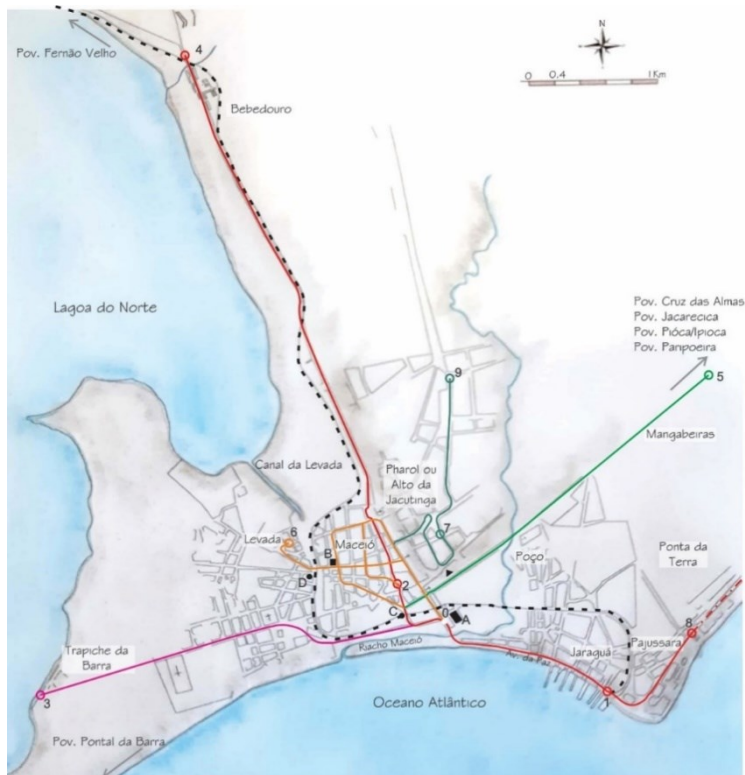 N
0 0.4 1Km
4
Pov. Fernão Velho
Bebedouro
Lagoa do Norte
Pov. Cruz das Almas
Pov. Jacarecica
Pov. Pióca/Ipioca
Pov. Panpoeira
9
5
Mangabeiras
Canal da Levada
Pharol ou
Alto da
Jacutinga
Levada
6
Maceió
B
7
Poço
Ponta da
Terra
D
2
C
0
A
Riacho Maceió
Av. da Paz
Jaraguá
Pajussara
8
Trapiche da
Barra
3
1
Oceano Atlântico
Pov. Pontal da Barra